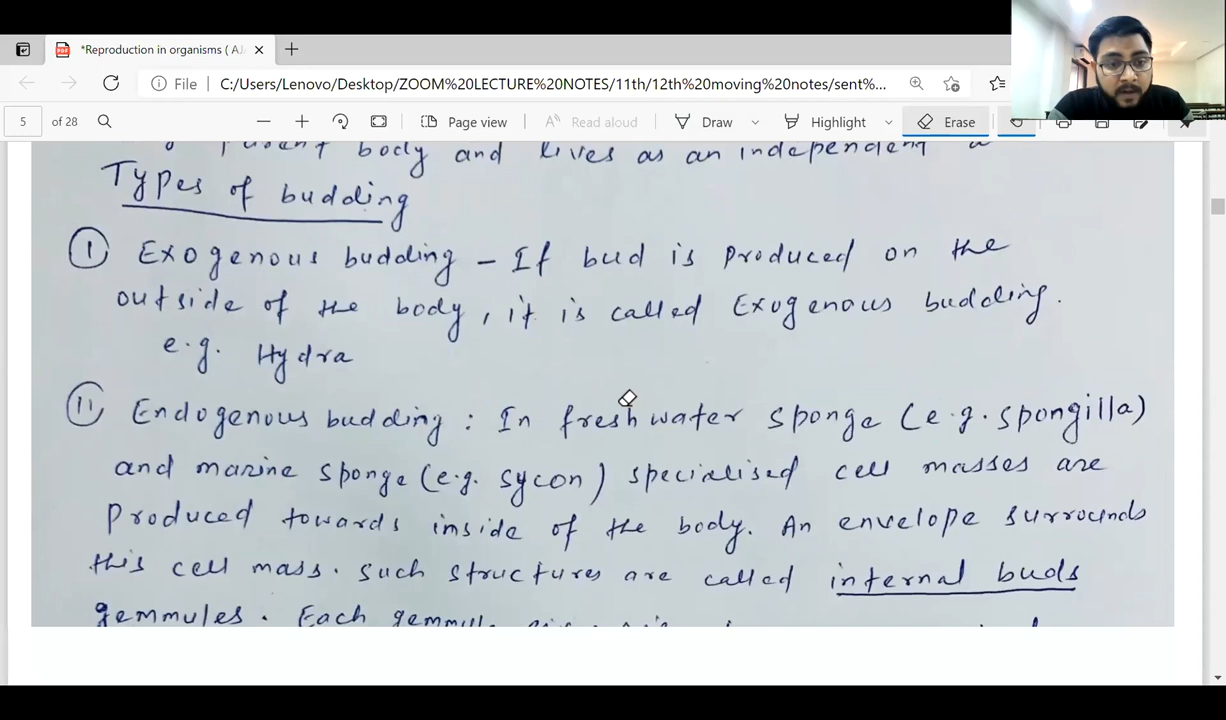 *Reproduction in organisms ( AJ
File C:/Users/Lenovo/Desktop/ZOOM%20LECTURE%20NOTES/11th/12th%20moving%20notes/sent%...
5 of 28 Page view Read aloud Draw Highlight Erase
parent body and lives as an independent
Types of budding
I Exogenous budding - If bud is produced on the
outside of the body, it is called Exogenous budding.
e.g. Hydra
II Endogenous budding : In freshwater sponge (e.g. spongilla)
and marine sponge (e.g. sycon) specialised cell masses are
produced towards inside of the body. An envelope surrounds
this cell mass. such structures are called internal buds
gemmules. Each gemmule